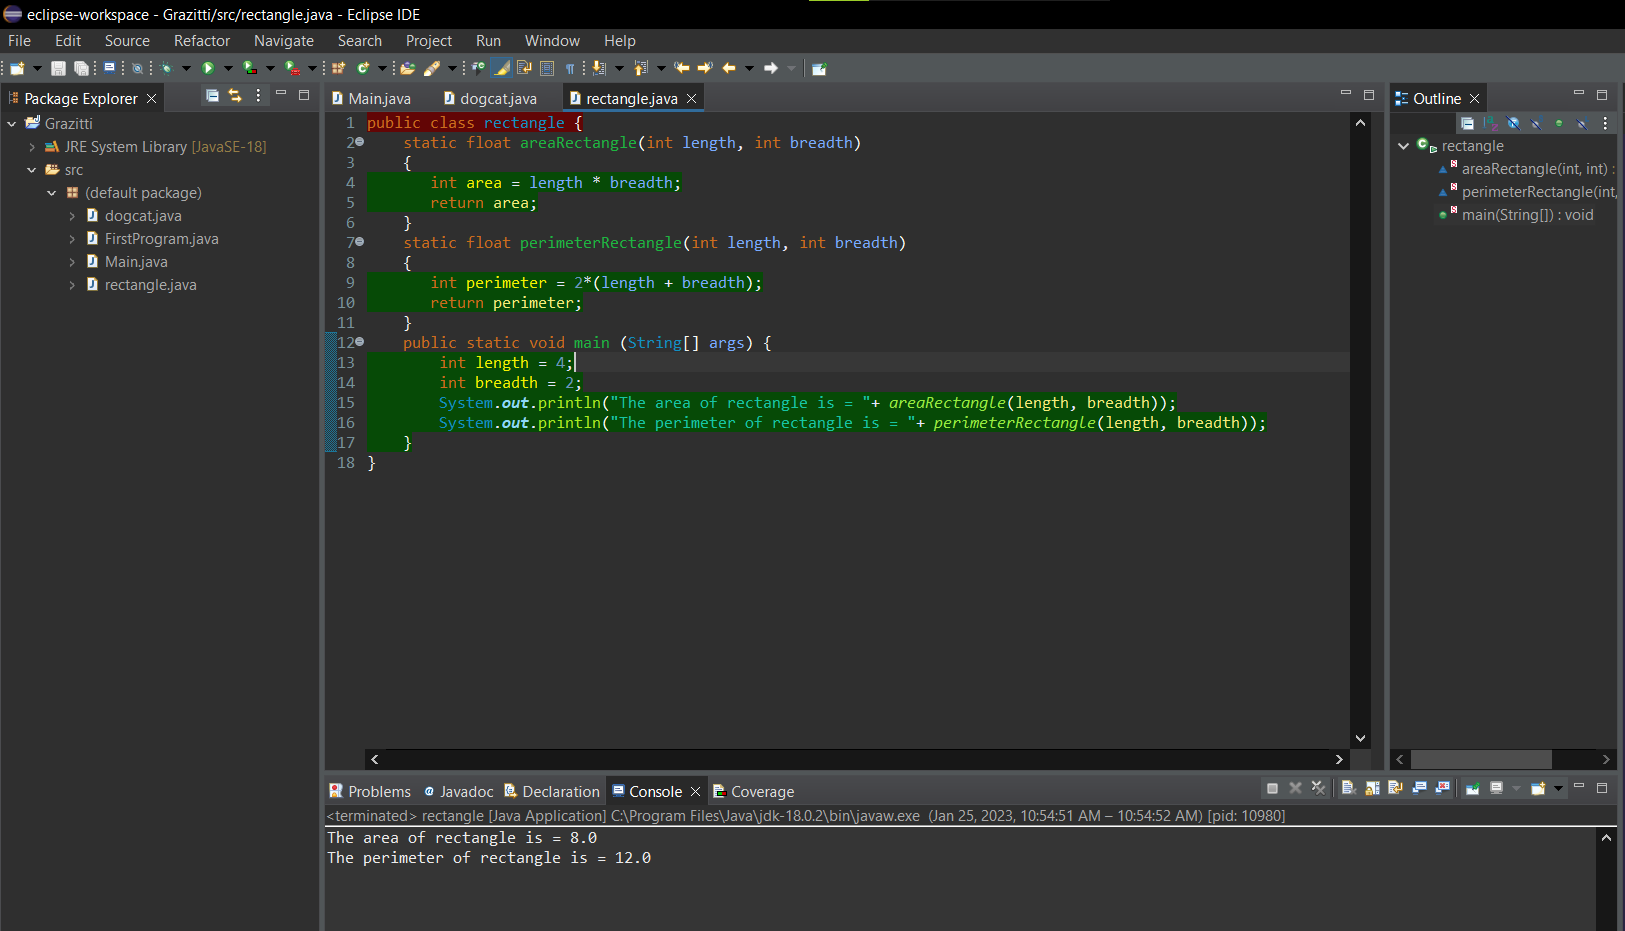 eclipse-workspace - Grazitti/src/rectangle.java - Eclipse IDE
File Edit Source Refactor Navigate Search Project Run Window Help
Package Explorer
Grazitti
JRE System Library [JavaSE-18]
src
(default package)
dogcat.java
FirstProgram.java
Main.java
rectangle.java
Main.java dogcat.java rectangle.java
1 public class rectangle {
2 static float areaRectangle(int length, int breadth)
3 {
4 int area = length * breadth;
5 return area;
6 }
7 static float perimeterRectangle(int length, int breadth)
8 {
9 int perimeter = 2*(length + breadth);
10 return perimeter;
11 }
12 public static void main (String[] args) {
13 int length = 4;
14 int breadth = 2;
15 System.out.println("The area of rectangle is = "+ areaRectangle(length, breadth));
16 System.out.println("The perimeter of rectangle is = "+ perimeterRectangle(length, breadth));
17 }
18 }
Outline
rectangle
areaRectangle(int, int) :
perimeterRectangle(int,
main(String[]) : void
Problems Javadoc Declaration Console Coverage
<terminated> rectangle [Java Application] C:\Program Files\Java\jdk-18.0.2\bin\javaw.exe (Jan 25, 2023, 10:54:51 AM – 10:54:52 AM) [pid: 10980]
The area of rectangle is = 8.0
The perimeter of rectangle is = 12.0